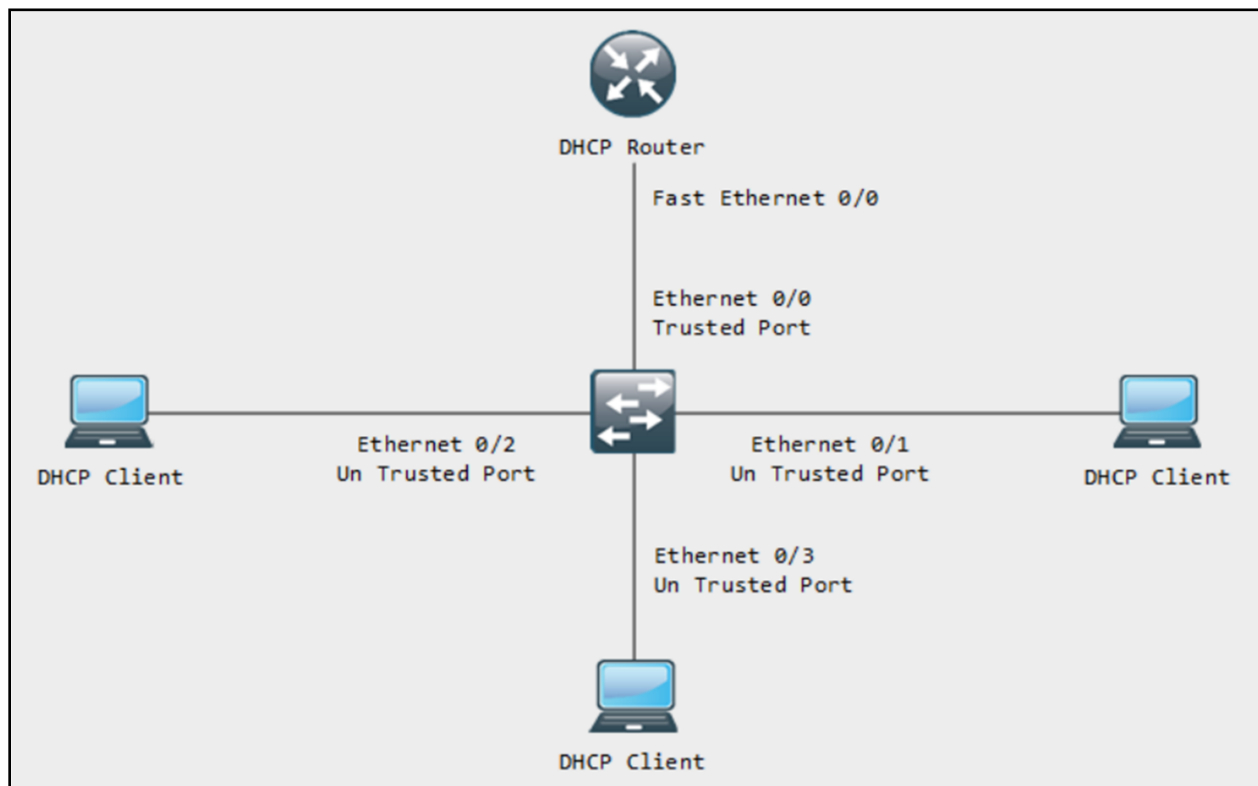 DHCP Router
Fast Ethernet 0/0
Ethernet 0/0
Trusted Port
Ethernet 0/2
Un Trusted Port
DHCP Client
Ethernet 0/1
Un Trusted Port
DHCP Client
Ethernet 0/3
Un Trusted Port
DHCP Client